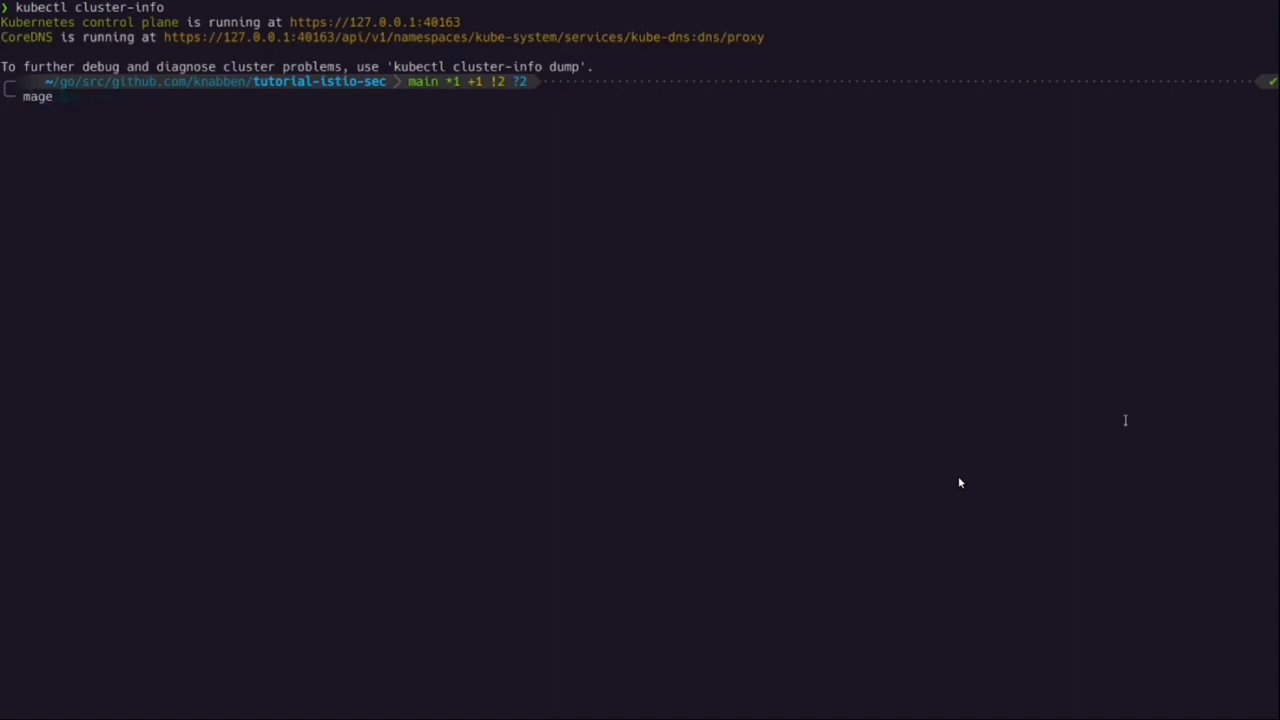 ❯ kubectl cluster-info
Kubernetes control plane is running at https://127.0.0.1:40163
CoreDNS is running at https://127.0.0.1:40163/api/v1/namespaces/kube-system/services/kube-dns:dns/proxy
To further debug and diagnose cluster problems, use 'kubectl cluster-info dump'.
~/go/src/github.com/knabben/tutorial-istio-sec main *1 +1 !2 ?2 ✔
mage